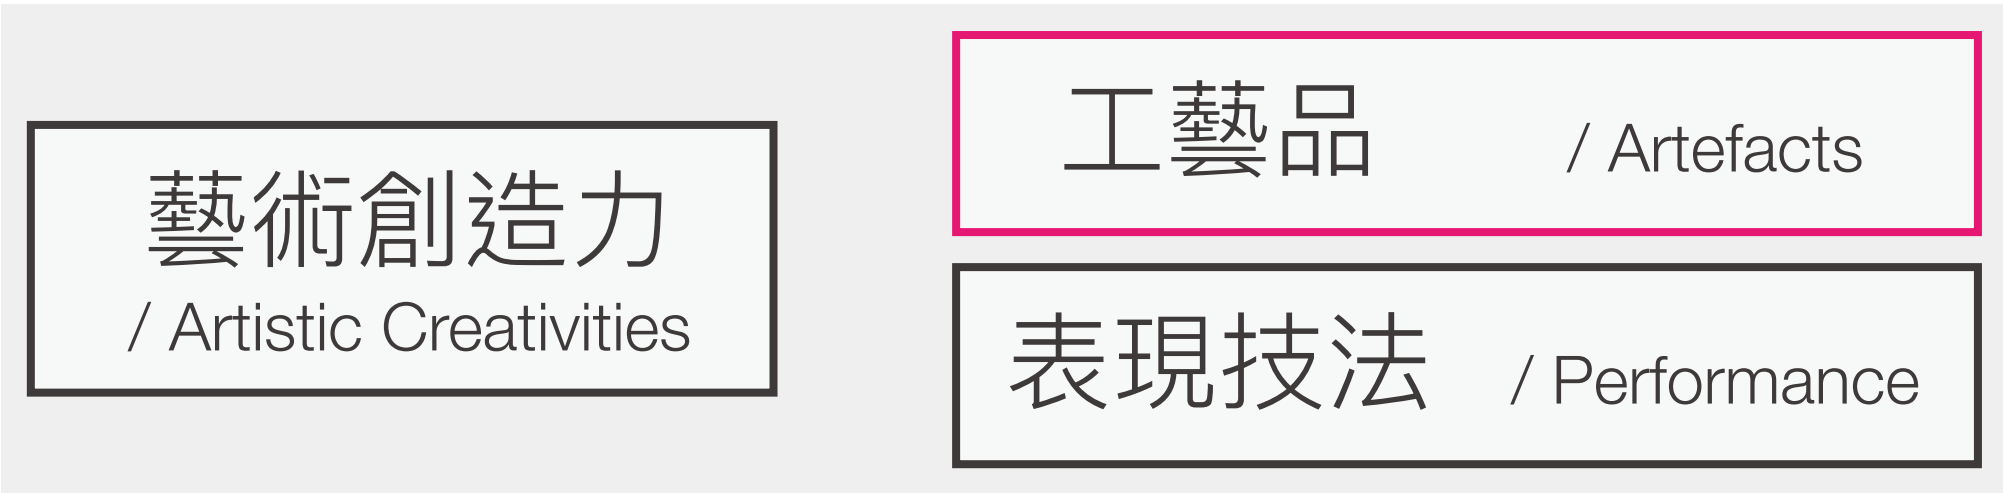 藝術創造力
/ Artistic Creativities
工藝品 / Artefacts
表現技法 / Performance